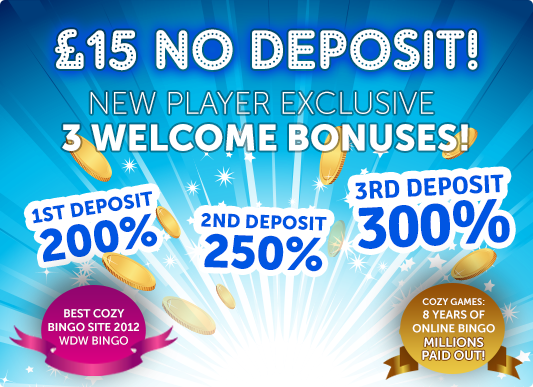 £15 NO DEPOSIT!
NEW PLAYER EXCLUSIVE
3 WELCOME BONUSES!
1ST DEPOSIT
200%
2ND DEPOSIT
250%
3RD DEPOSIT
300%
BEST COZY
BINGO SITE 2012
WDW BINGO
COZY GAMES:
8 YEARS OF
ONLINE BINGO
MILLIONS
PAID OUT!